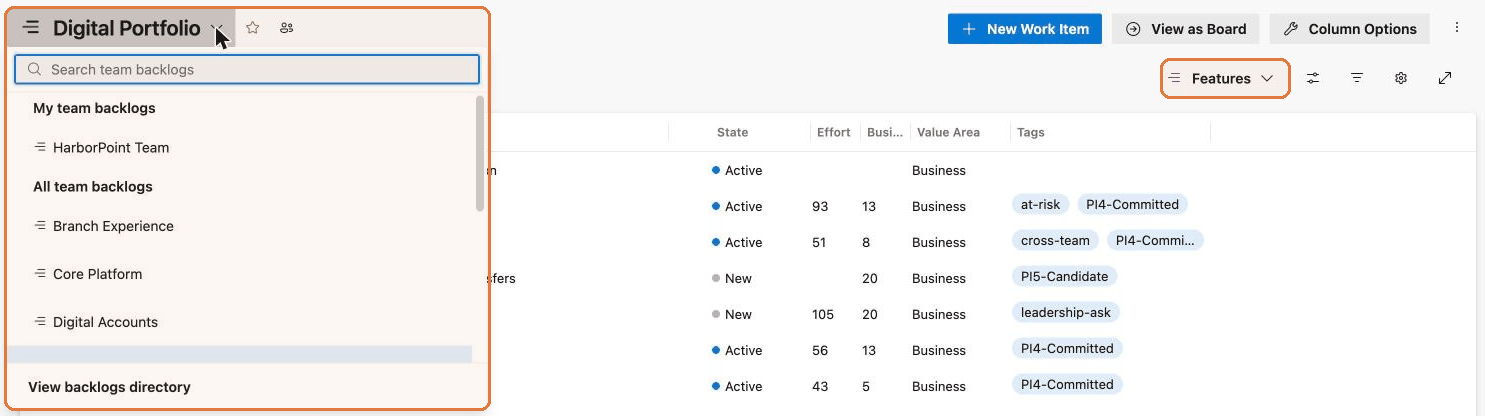 Digital Portfolio
New Work Item View as Board Column Options
Search team backlogs
Features
My team backlogs
HarborPoint Team
All team backlogs
Branch Experience
Core Platform
Digital Accounts
View backlogs directory
State Effort Busi... Value Area Tags
Active Business
Active 93 13 Business at-risk PI4-Committed
Active 51 8 Business cross-team PI4-Commi...
New 20 Business PI5-Candidate
New 105 20 Business leadership-ask
Active 56 13 Business PI4-Committed
Active 43 5 Business PI4-Committed